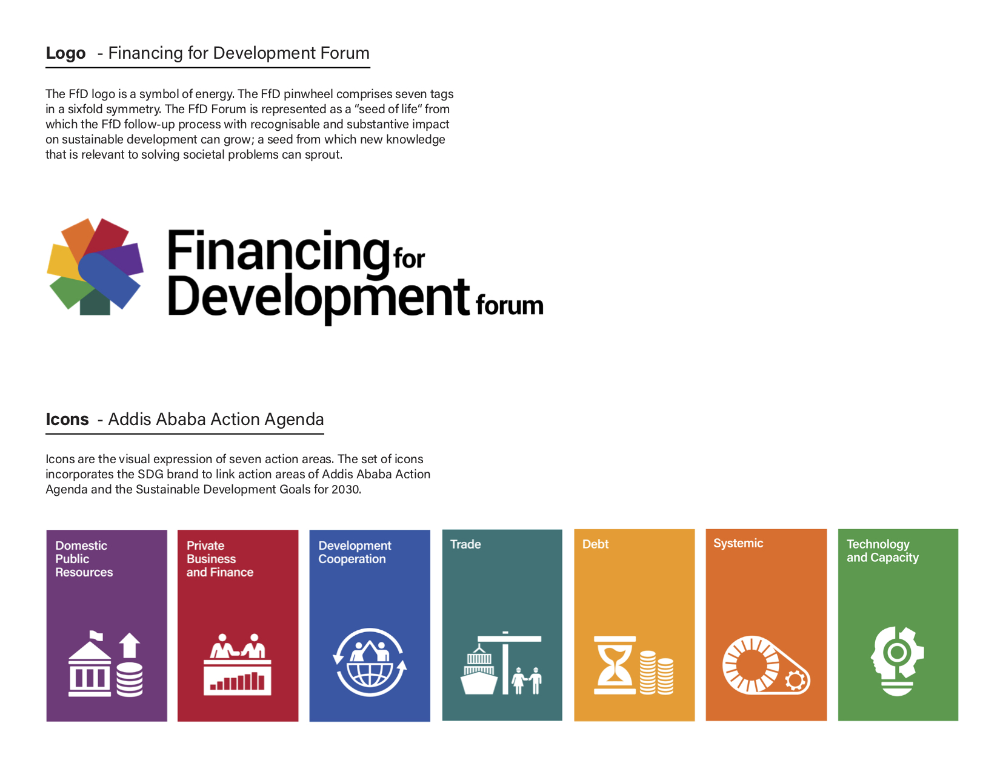 Logo - Financing for Development Forum
The FfD logo is a symbol of energy. The FfD pinwheel comprises seven tags
in a sixfold symmetry. The FfD Forum is represented as a “seed of life“ from
which the FfD follow-up process with recognisable and substantive impact
on sustainable development can grow; a seed from which new knowledge
that is relevant to solving societal problems can sprout.
Financing for
Development forum
Icons - Addis Ababa Action Agenda
Icons are the visual expression of seven action areas. The set of icons
incorporates the SDG brand to link action areas of Addis Ababa Action
Agenda and the Sustainable Development Goals for 2030.
Domestic
Public
Resources
Private
Business
and Finance
Development
Cooperation
Trade
Debt
Systemic
Technology
and Capacity